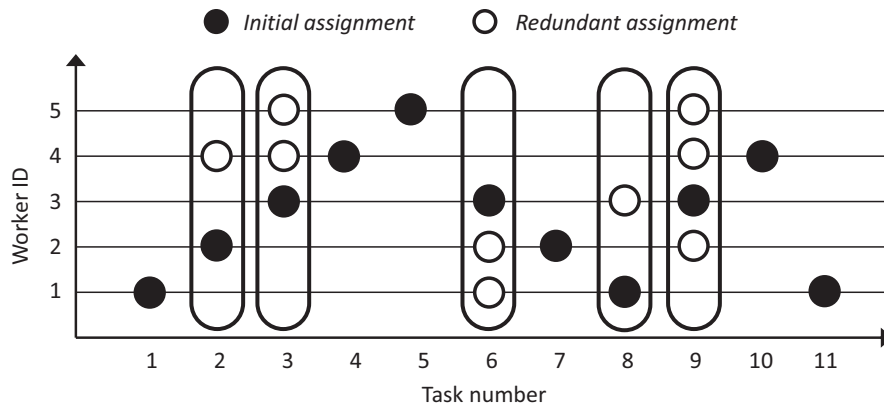 Initial assignment Redundant assignment
5
4
3
2
1
Worker ID
1 2 3 4 5 6 7 8 9 10 11
Task number